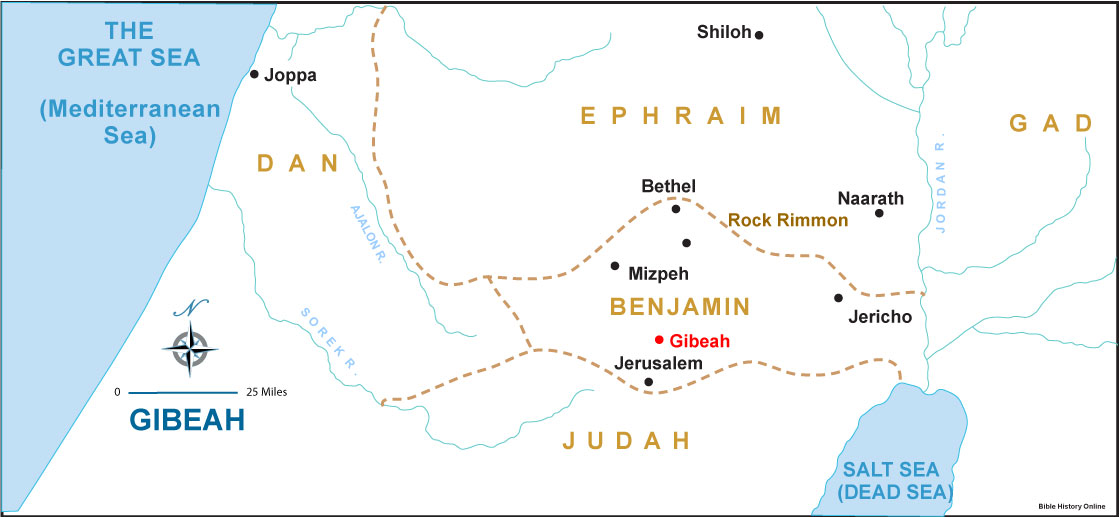 THE
GREAT SEA
(Mediterranean
Sea)
Shiloh
Joppa
EPHRAIM
GAD
DAN
JORDAN R.
Bethel
Naarath
Rock Rimmon
AJALON R.
Mizpeh
BENJAMIN
Jericho
N
SOREK R.
Gibeah
Jerusalem
0 25 Miles
GIBEAH
JUDAH
SALT SEA
(DEAD SEA)
Bible History Online